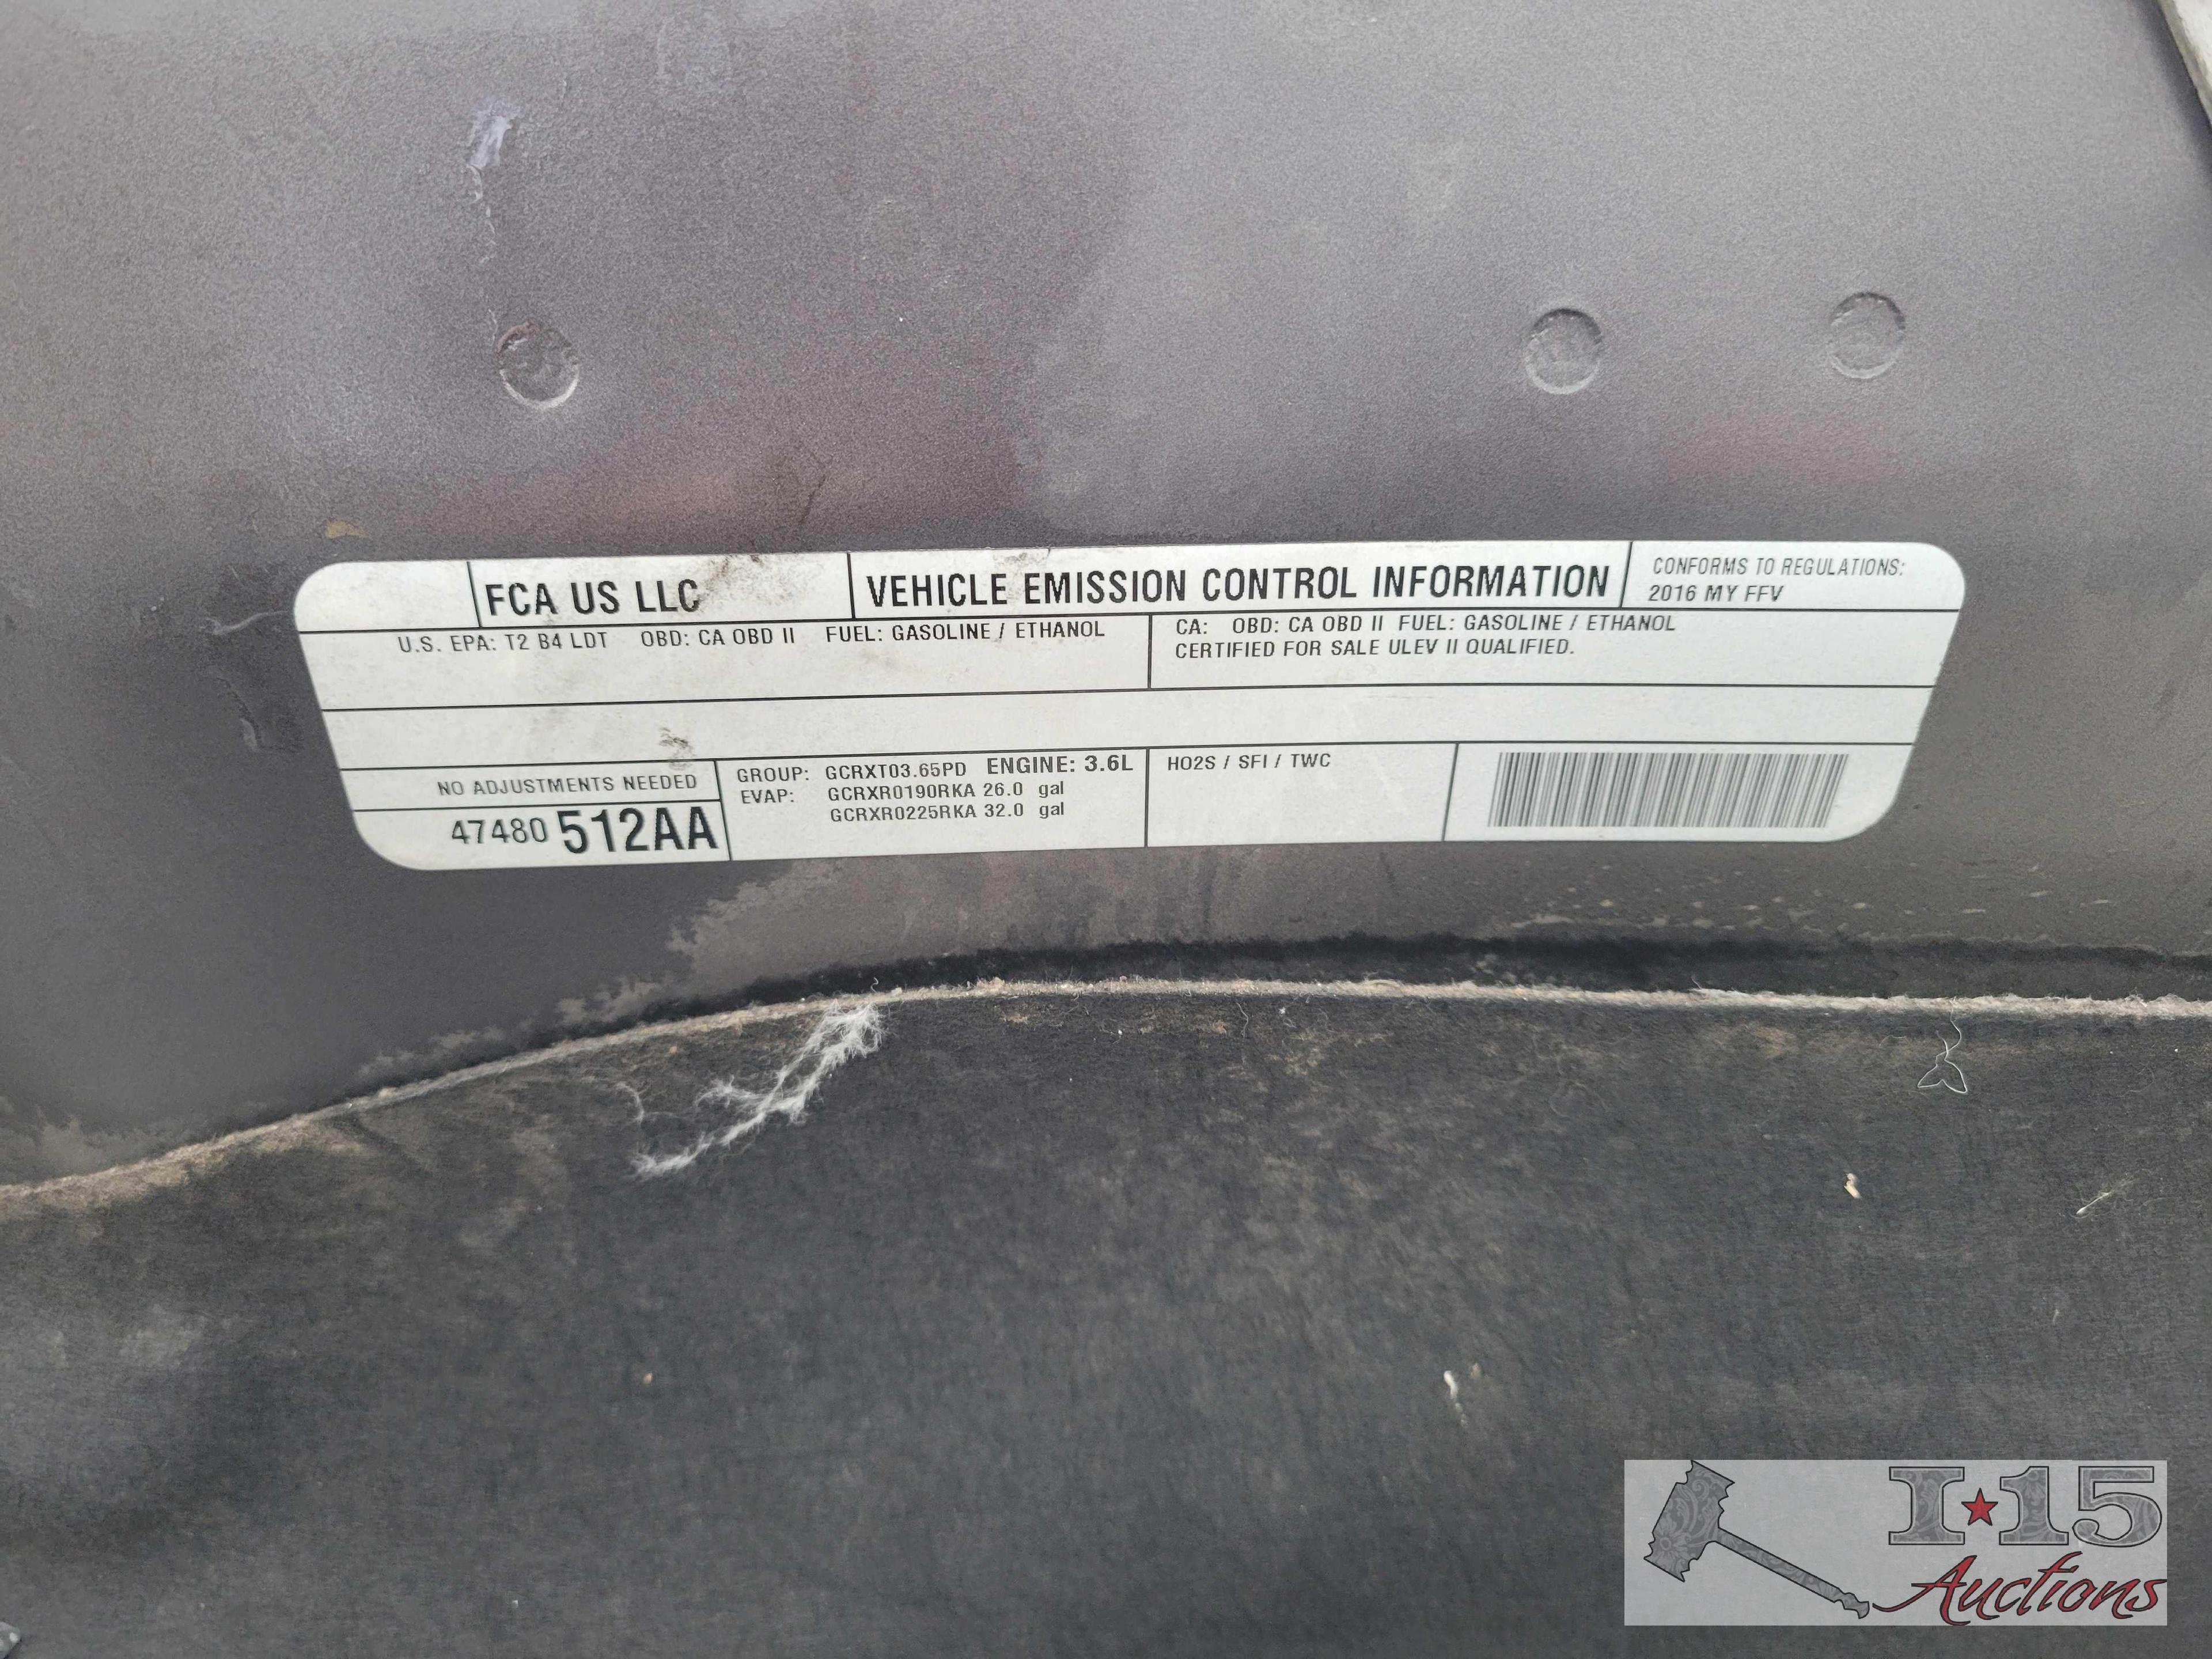 FCA US LLC
VEHICLE EMISSION CONTROL INFORMATION
CONFORMS TO REGULATIONS:
2016 MY FFV
U.S. EPA: T2 B4 LDT OBD: CA OBD II FUEL: GASOLINE / ETHANOL
CA: OBD: CA OBD II FUEL: GASOLINE / ETHANOL
CERTIFIED FOR SALE ULEV II QUALIFIED.
NO ADJUSTMENTS NEEDED
47480 512AA
GROUP: GCRXT03.65PD ENGINE: 3.6L
EVAP: GCRXR0190RKA 26.0 gal
GCRXR0225RKA 32.0 gal
HO2S / SFI / TWC
I★15
Auctions